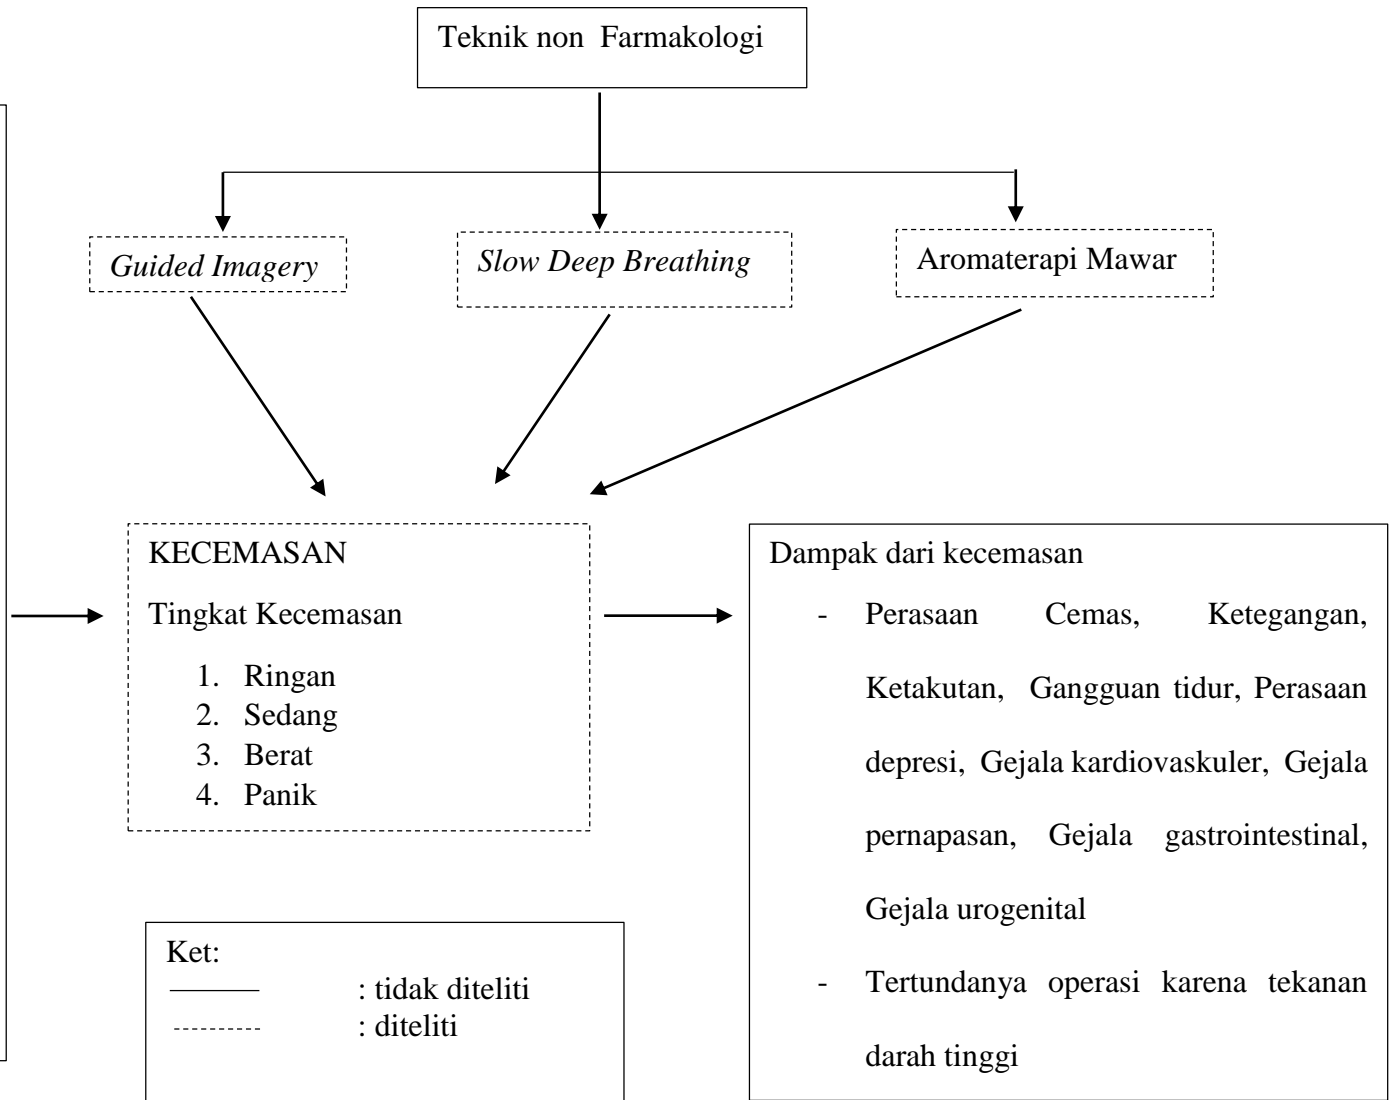 Teknik non Farmakologi
Guided Imagery
Slow Deep Breathing
Aromaterapi Mawar
KECEMASAN
Tingkat Kecemasan
1. Ringan
2. Sedang
3. Berat
4. Panik
Dampak dari kecemasan
- Perasaan Cemas, Ketegangan,
Ketakutan, Gangguan tidur, Perasaan
depresi, Gejala kardiovaskuler, Gejala
pernapasan, Gejala gastrointestinal,
Gejala urogenital
- Tertundanya operasi karena tekanan
darah tinggi
Ket:
: tidak diteliti
: diteliti